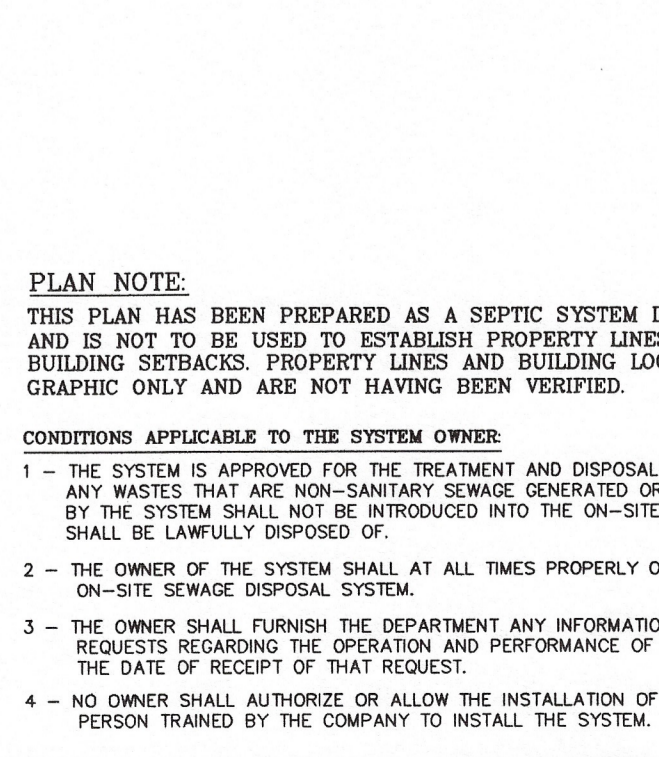 PLAN NOTE:
THIS PLAN HAS BEEN PREPARED AS A SEPTIC SYSTEM
AND IS NOT TO BE USED TO ESTABLISH PROPERTY LINES
BUILDING SETBACKS. PROPERTY LINES AND BUILDING
GRAPHIC ONLY AND ARE NOT HAVING BEEN VERIFIED.
CONDITIONS APPLICABLE TO THE SYSTEM OWNER:
1 – THE SYSTEM IS APPROVED FOR THE TREATMENT AND DISPOSAL
ANY WASTES THAT ARE NON–SANITARY SEWAGE GENERATED OR
BY THE SYSTEM SHALL NOT BE INTRODUCED INTO THE ON–SITE
SHALL BE LAWFULLY DISPOSED OF.
2 – THE OWNER OF THE SYSTEM SHALL AT ALL TIMES PROPERLY
ON–SITE SEWAGE DISPOSAL SYSTEM.
3 – THE OWNER SHALL FURNISH THE DEPARTMENT ANY
REQUESTS REGARDING THE OPERATION AND PERFORMANCE OF
THE DATE OF RECEIPT OF THAT REQUEST.
4 – NO OWNER SHALL AUTHORIZE OR ALLOW THE INSTALLATION OF
PERSON TRAINED BY THE COMPANY TO INSTALL THE SYSTEM.